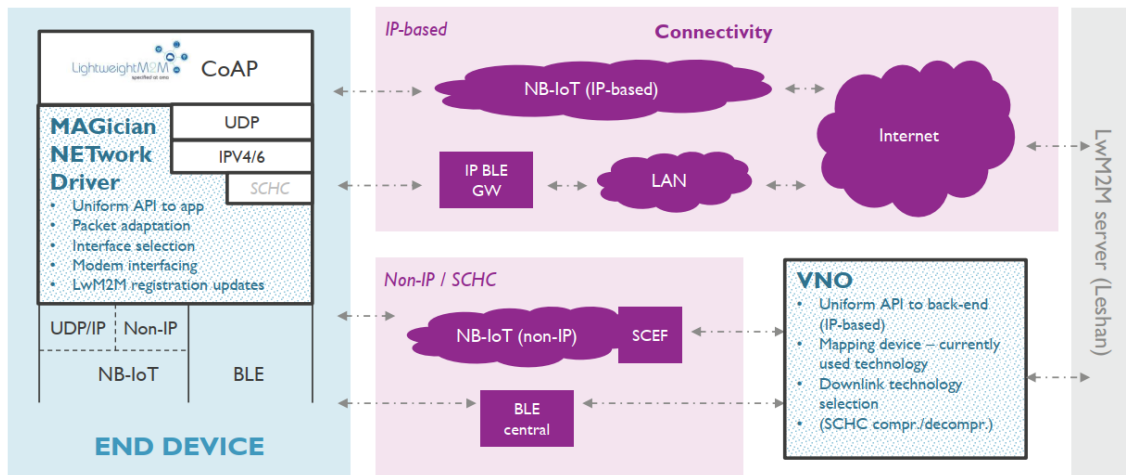 LightweightM2M
CoAP
MAGician
NETwork
Driver
UDP
IPV4/6
SCHC
• Uniform API to app
• Packet adaptation
• Interface selection
• Modem interfacing
• LwM2M registration updates
UDP/IP
Non-IP
NB-IoT
BLE
END DEVICE
IP-based
Connectivity
NB-IoT (IP-based)
Internet
IP BLE
GW
LAN
Non-IP / SCHC
NB-IoT (non-IP)
SCEF
BLE
central
VNO
• Uniform API to back-end
(IP-based)
• Mapping device – currently
used technology
• Downlink technology
selection
• (SCHC compr./decompr.)
LwM2M server (Leshan)